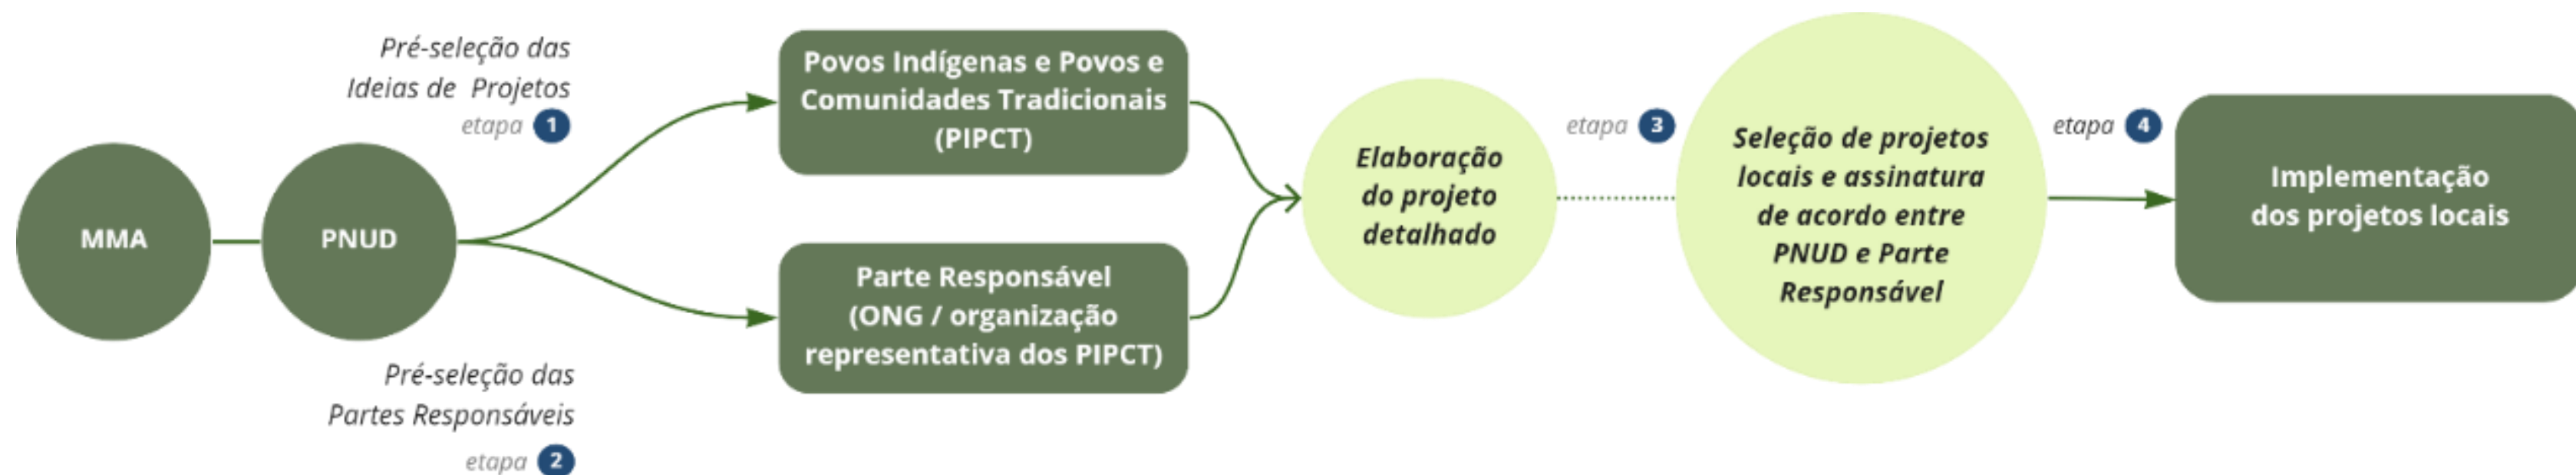 Pré-seleção das
Ideias de Projetos
etapa 1
MMA
PNUD
Pré-seleção das
Partes Responsáveis
etapa 2
Povos Indígenas e Povos e
Comunidades Tradicionais
(PIPCT)
Parte Responsável
(ONG / organização
representativa dos PIPCT)
Elaboração
do projeto
detalhado
etapa 3
Seleção de projetos
locais e assinatura
de acordo entre
PNUD e Parte
Responsável
etapa 4
Implementação
dos projetos locais